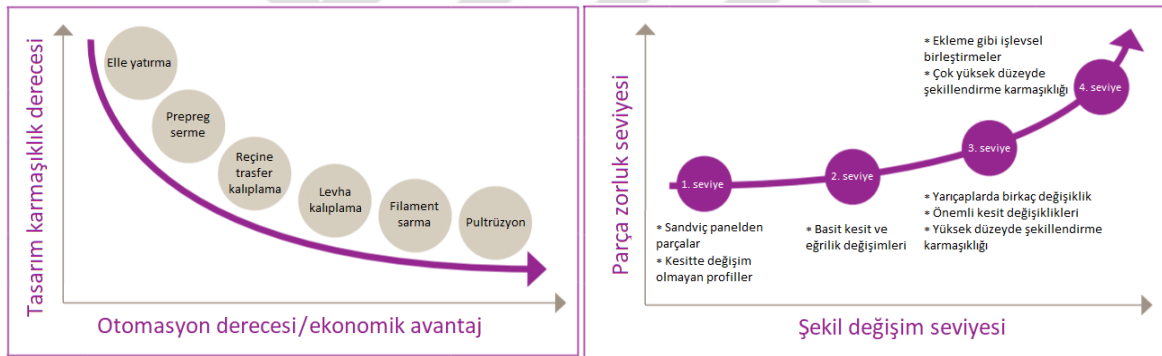 Tasarım karmaşıklık derecesi
Elle yatırma
Prepreg
serme
Reçine
trasfer
kalıplama
Levha
kalıplama
Filament
sarma
Pultrüzyon
Otomasyon derecesi/ekonomik avantaj
Parça zorluk seviyesi
* Ekleme gibi işlevsel
birleştirmeler
* Çok yüksek düzeyde
şekillendirme karmaşıklığı
4. seviye
3. seviye
2. seviye
1. seviye
* Sandviç panelden
parçalar
* Kesitte değişim
olmayan profiller
* Basit kesit ve
eğrilik değişimleri
* Yarıçaplarda birkaç değişiklik
* Önemli kesit değişiklikleri
* Yüksek düzeyde şekillendirme
karmaşıklığı
Şekil değişim seviyesi